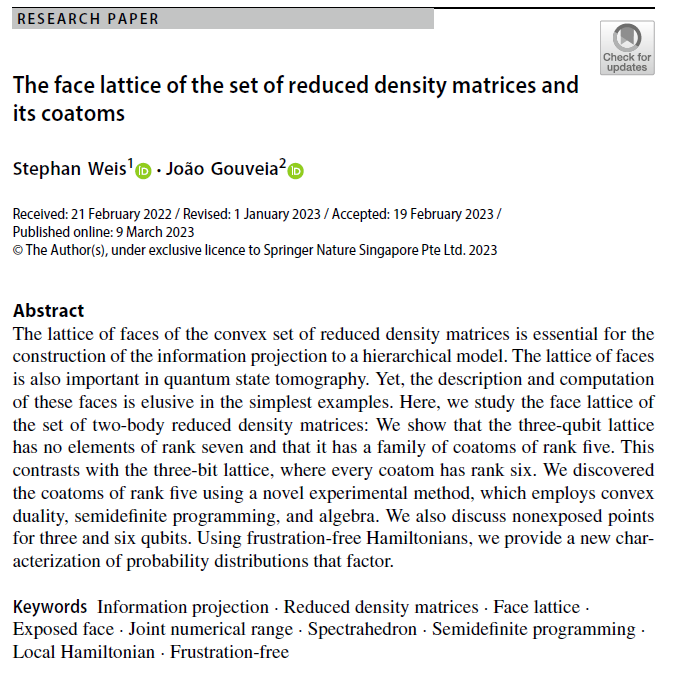 RESEARCH PAPER
Check for
updates
The face lattice of the set of reduced density matrices and
its coatoms
Stephan Weis1 iD · João Gouveia2 iD
Received: 21 February 2022 / Revised: 1 January 2023 / Accepted: 19 February 2023 /
Published online: 9 March 2023
© The Author(s), under exclusive licence to Springer Nature Singapore Pte Ltd. 2023
Abstract
The lattice of faces of the convex set of reduced density matrices is essential for the
construction of the information projection to a hierarchical model. The lattice of faces
is also important in quantum state tomography. Yet, the description and computation
of these faces is elusive in the simplest examples. Here, we study the face lattice of
the set of two-body reduced density matrices: We show that the three-qubit lattice
has no elements of rank seven and that it has a family of coatoms of rank five. This
contrasts with the three-bit lattice, where every coatom has rank six. We discovered
the coatoms of rank five using a novel experimental method, which employs convex
duality, semidefinite programming, and algebra. We also discuss nonexposed points
for three and six qubits. Using frustration-free Hamiltonians, we provide a new char-
acterization of probability distributions that factor.
Keywords Information projection · Reduced density matrices · Face lattice ·
Exposed face · Joint numerical range · Spectrahedron · Semidefinite programming ·
Local Hamiltonian · Frustration-free